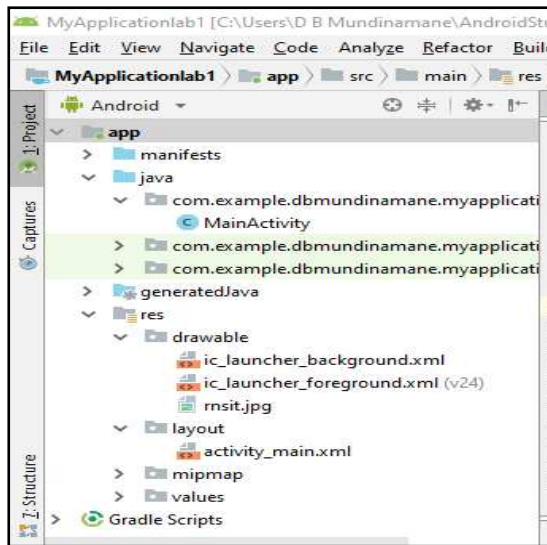 MyApplicationlab1 [C:\Users\D B Mundinamane\AndroidStu
File Edit View Navigate Code Analyze Refactor Buil
MyApplicationlab1 app src main res
1: Project
Captures
Z: Structure
Android
app
manifests
java
com.example.dbmundinamane.myapplicati
MainActivity
com.example.dbmundinamane.myapplicati
com.example.dbmundinamane.myapplicati
generatedJava
res
drawable
ic_launcher_background.xml
ic_launcher_foreground.xml (v24)
rnsit.jpg
layout
activity_main.xml
mipmap
values
Gradle Scripts